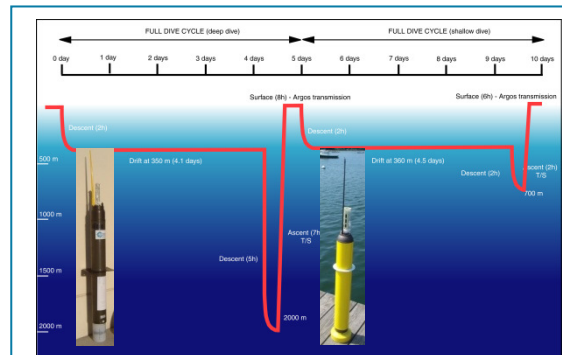 FULL DIVE CYCLE (deep dive)
FULL DIVE CYCLE (shallow dive)
0 day
1 day
2 days
3 days
4 days
5 days
6 days
7 days
8 days
9 days
10 days
Surface (8h) - Argos transmission
Surface (6h) - Argos transmission
Descent (2h)
Descent (2h)
500 m
Drift at 350 m (4.1 days)
Drift at 360 m (4.5 days)
Descent (2h)
Ascent (2h)
T/S
700 m
1000 m
Ascent (7h
T/S
Descent (5h)
1500 m
2000 m
2000 m